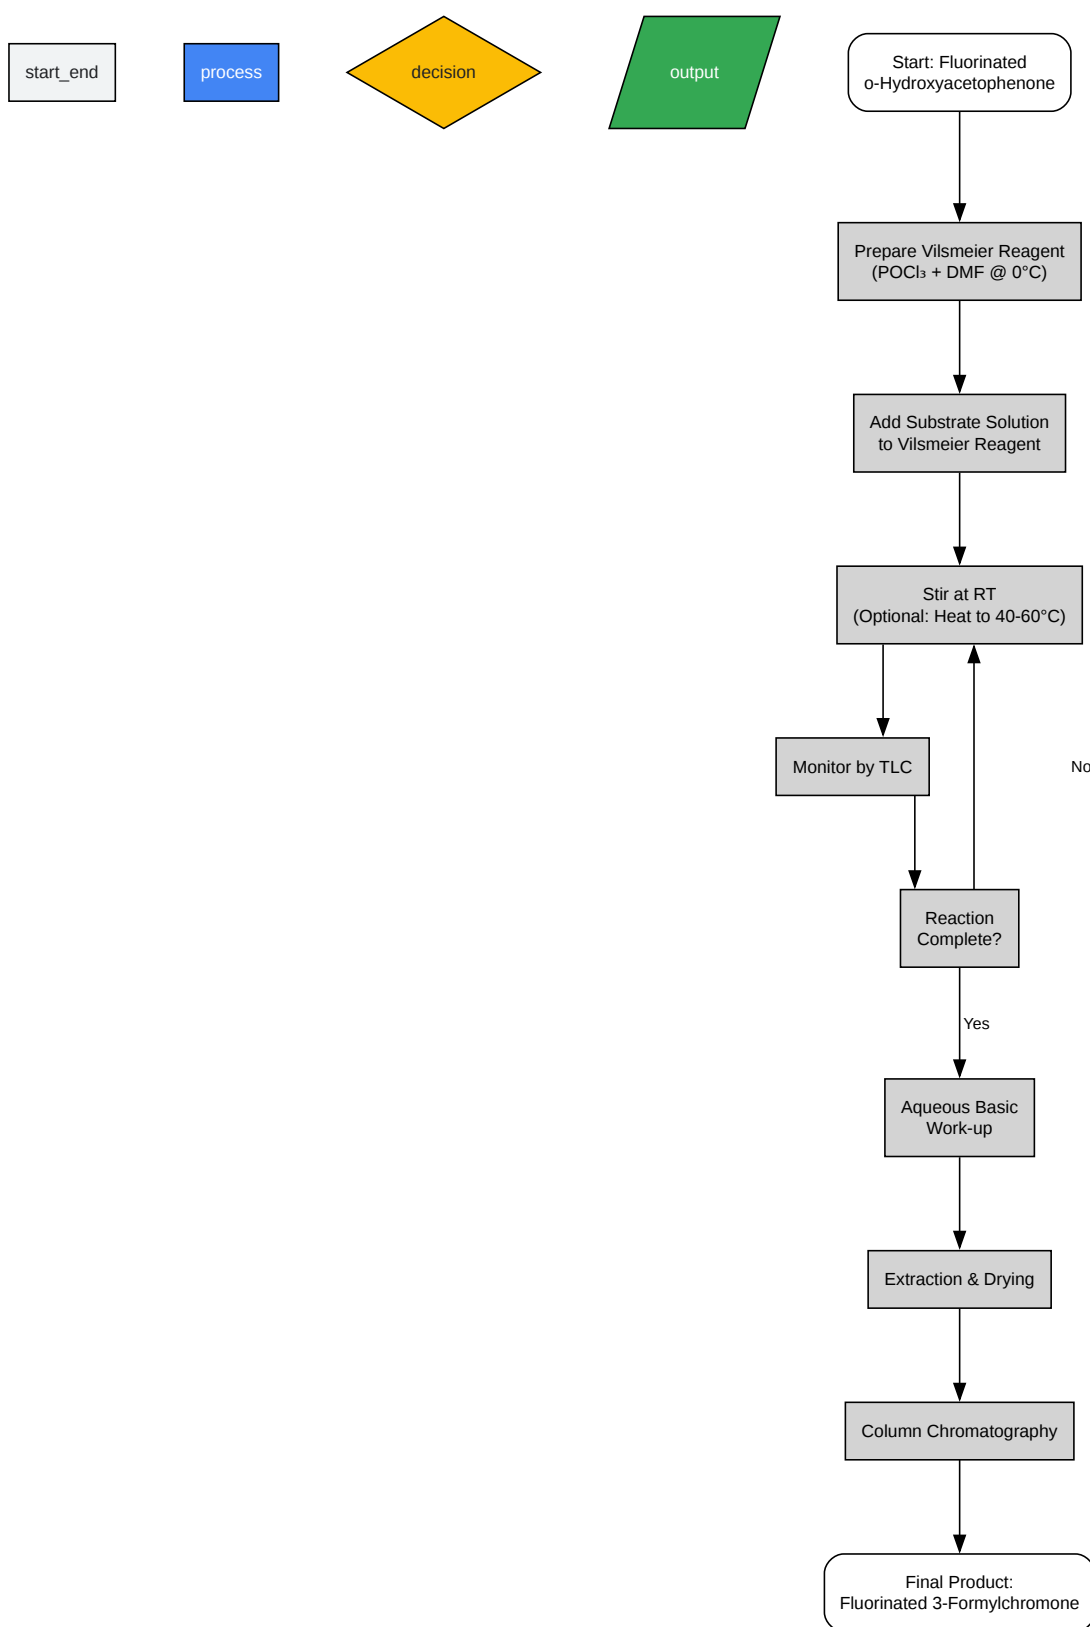 start_end
process
decision
output
Start: Fluorinated
o-Hydroxyacetophenone
Prepare Vilsmeier Reagent
(POCl₃ + DMF @ 0°C)
Add Substrate Solution
to Vilsmeier Reagent
Stir at RT
(Optional: Heat to 40-60°C)
Monitor by TLC
No
Reaction
Complete?
Yes
Aqueous Basic
Work-up
Extraction & Drying
Column Chromatography
Final Product:
Fluorinated 3-Formylchromone